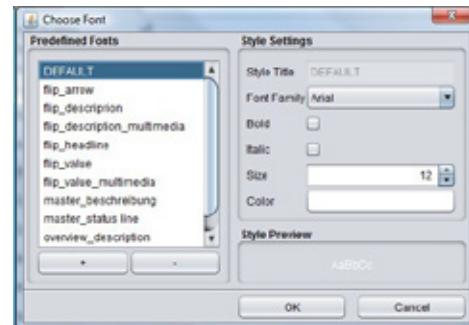 Choose Font
Predefined Fonts
DEFAULT
flip_arrow
flip_description
flip_description_multimedia
flip_headline
flip_value
flip_value_multimedia
master_beschreibung
master_status line
overview_description
+
-
Style Settings
Style Title DEFAULT
Font Family Arial
Bold
Italic
Size 12
Color
Style Preview
AaBbCc
OK Cancel